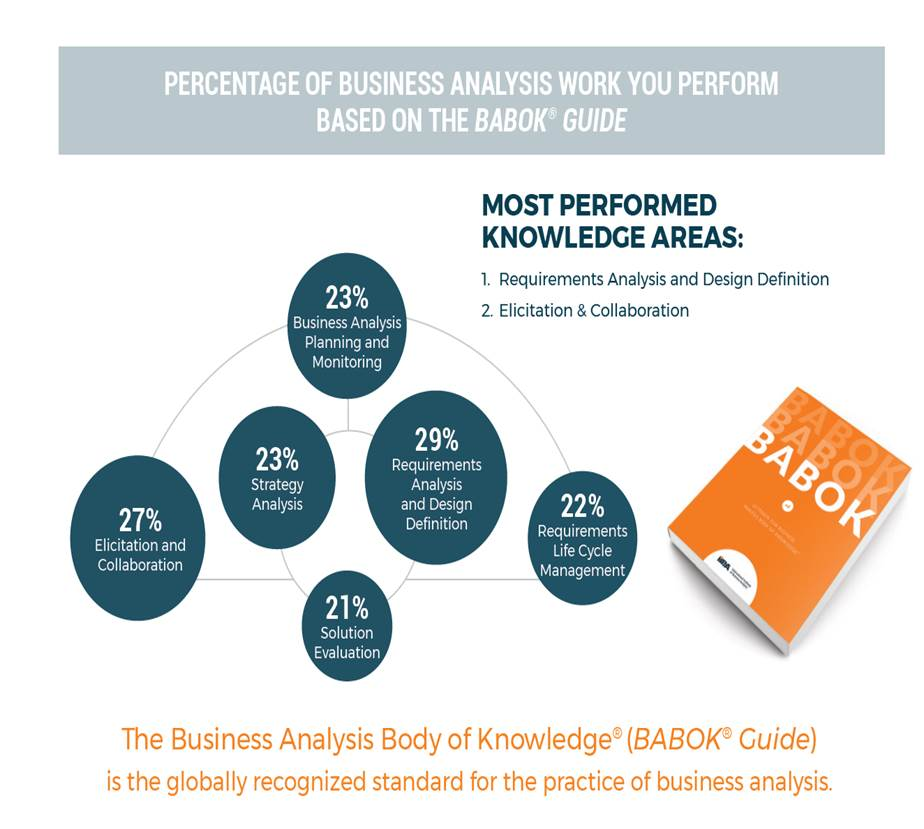 PERCENTAGE OF BUSINESS ANALYSIS WORK YOU PERFORM
BASED ON THE BABOK® GUIDE
MOST PERFORMED
KNOWLEDGE AREAS:
1. Requirements Analysis and Design Definition
2. Elicitation & Collaboration
23%
Business Analysis
Planning and
Monitoring
23%
Strategy
Analysis
29%
Requirements
Analysis
and Design
Definition
27%
Elicitation and
Collaboration
22%
Requirements
Life Cycle
Management
21%
Solution
Evaluation
BABOK
BABOK
BABOK
The Business Analysis Body of Knowledge® (BABOK® Guide)
is the globally recognized standard for the practice of business analysis.